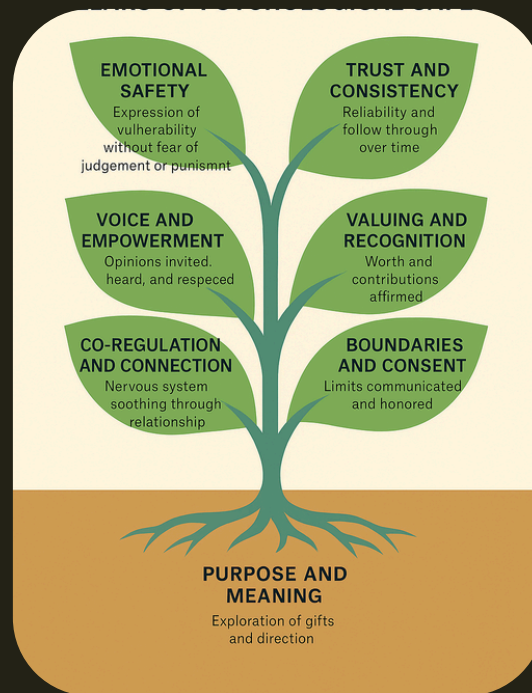 EMOTIONAL
SAFETY
Expression of
vulherability
without fear of
judgement or punismnt
TRUST AND
CONSISTENCY
Reliability and
follow through
over time
VOICE AND
EMPOWERMENT
Opinions invited.
heard, and respeced
VALUING AND
RECOGNITION
Worth and
contributions
affirmed
CO-REGULATION
AND CONNECTION
Nervous system
soothing through
relationship
BOUNDARIES
AND CONSENT
Limits communicated
and honored
PURPOSE AND
MEANING
Exploration of gifts
and direction